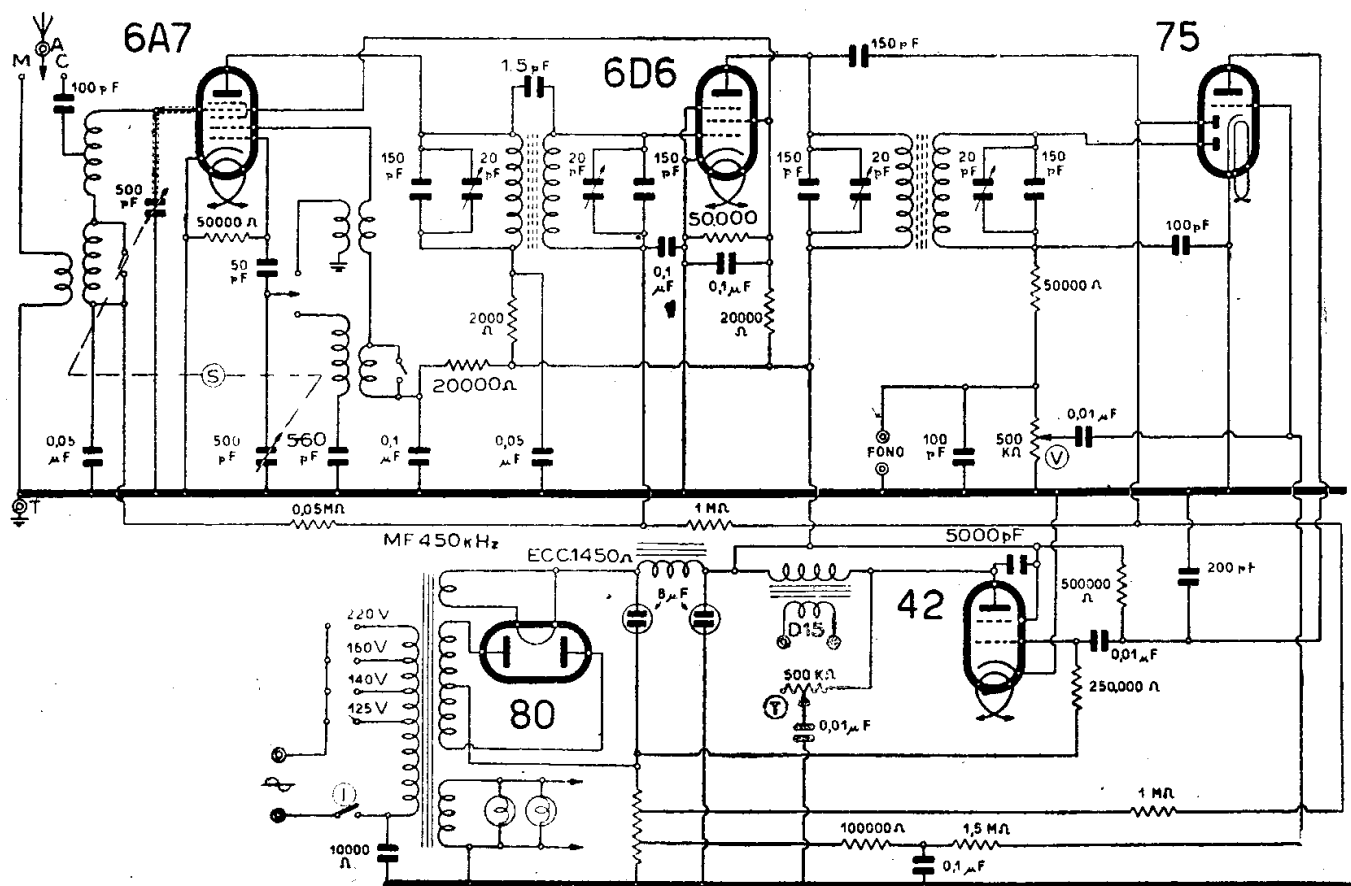 6A7
6D6
75
A
M
C
100 pF
150 pF
1.5 pF
500 pF
50000 Ω
50 pF
150 pF
20 pF
20 pF
150 pF
50.000
0,1 µF
0,1 µF
150 pF
20 pF
20 pF
150 pF
100 pF
2000 Ω
20000 Ω
50000 Ω
S
20000 Ω
0,05 µF
500 pF
560 pF
0,1 µF
0,05 µF
FONO
100 pF
500 KΩ
V
0,01 µF
T
0,05 MΩ
1 MΩ
MF 450 KHz
ECC.1450 Ω
8 µF
5000 pF
42
500000 Ω
200 pF
D15
220 V
160 V
140 V
125 V
80
500 KΩ
T
0,01 µF
0,01 µF
250.000 Ω
I
10000 Ω
1 MΩ
100000 Ω
1,5 MΩ
0,1 µF